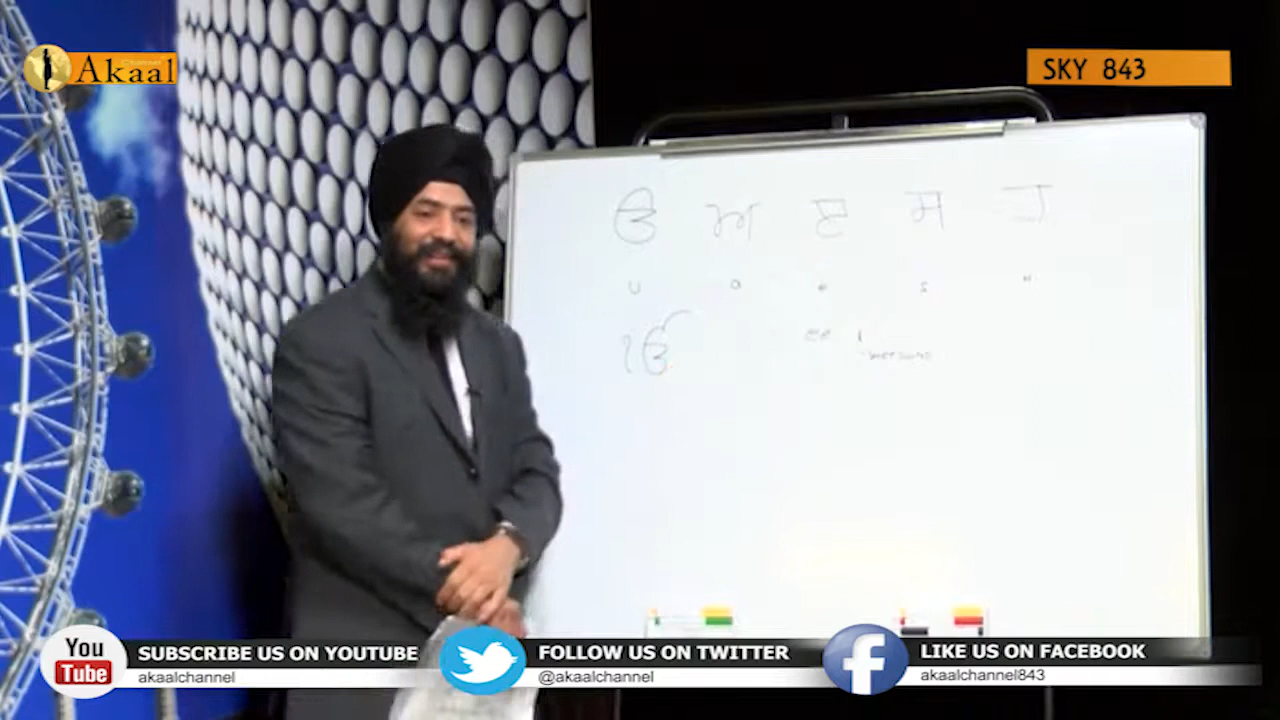 Akaal
SKY 843
ੳ ਅ ੲ ਸ ਹ
U a e s H
ੴ ee
You
Tube
SUBSCRIBE US ON YOUTUBE
akaalchannel
FOLLOW US ON TWITTER
@akaalchannel
f
LIKE US ON FACEBOOK
akaalchannel843